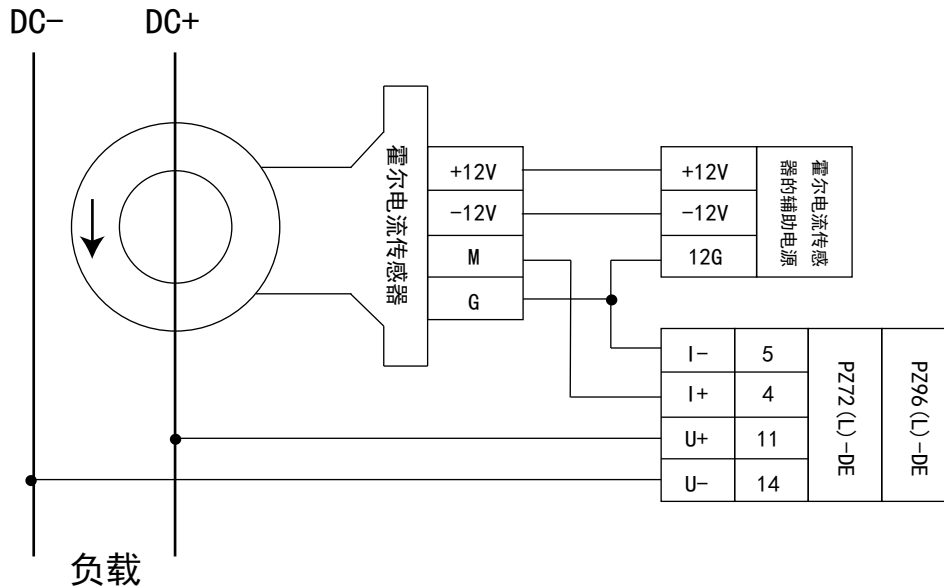 DC-
DC+
霍尔电流传感器
+12V
-12V
M
G
+12V
-12V
12G
霍尔电流传感
器的辅助电源
I-
5
I+
4
U+
11
U-
14
PZ72(L)-DE
PZ96(L)-DE
负载